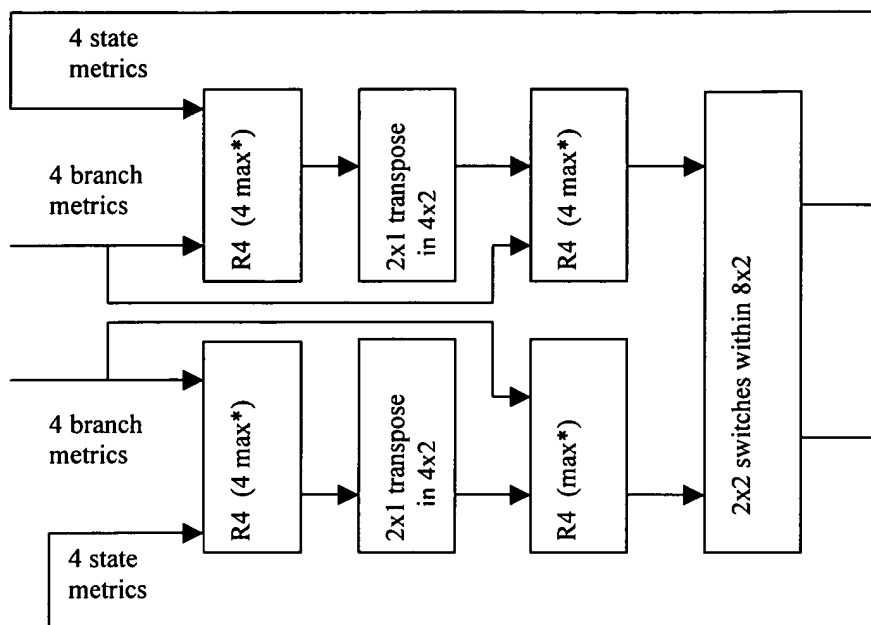 4 state
metrics
4 branch
metrics
R4 (4 max*)
2x1 transpose
in 4x2
R4 (4 max*)
2x2 switches within 8x2
4 branch
metrics
R4 (4 max*)
2x1 transpose
in 4x2
R4 (max*)
4 state
metrics